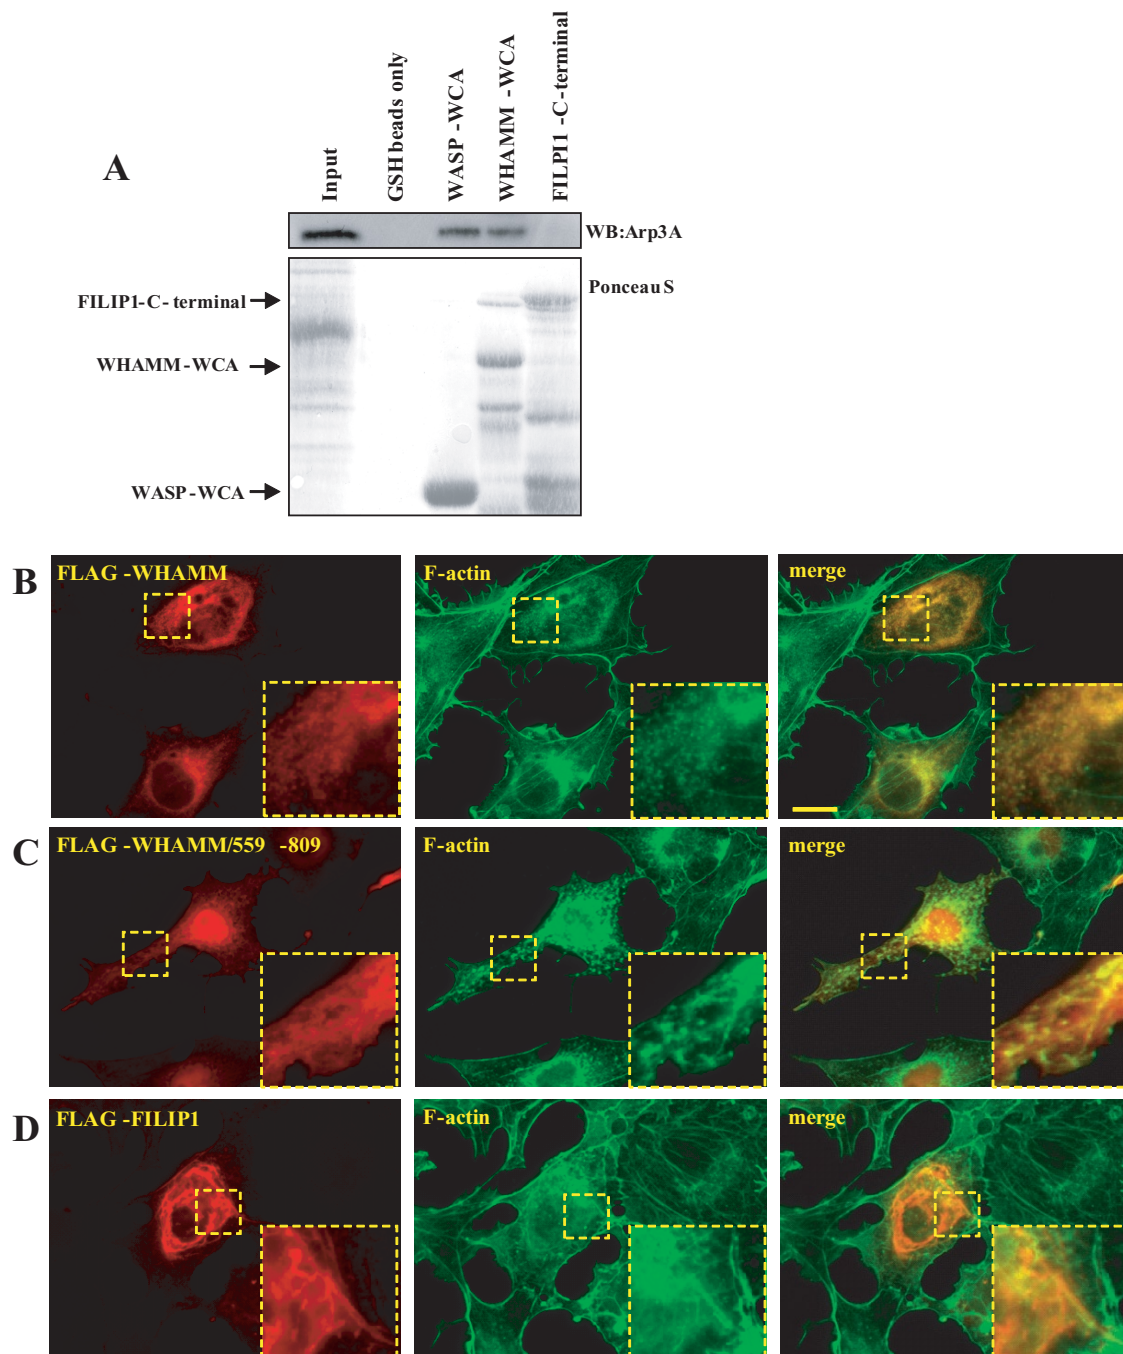 A
Input
GSH beads only
WASP-WCA
WHAMM-WCA
FILPI1-C-terminal
WB:Arp3A
FILIP1-C-terminal
Ponceau S
WHAMM-WCA
WASP-WCA
B
FLAG-WHAMM
F-actin
merge
C
FLAG-WHAMM/559-809
F-actin
merge
D
FLAG-FILIP1
F-actin
merge